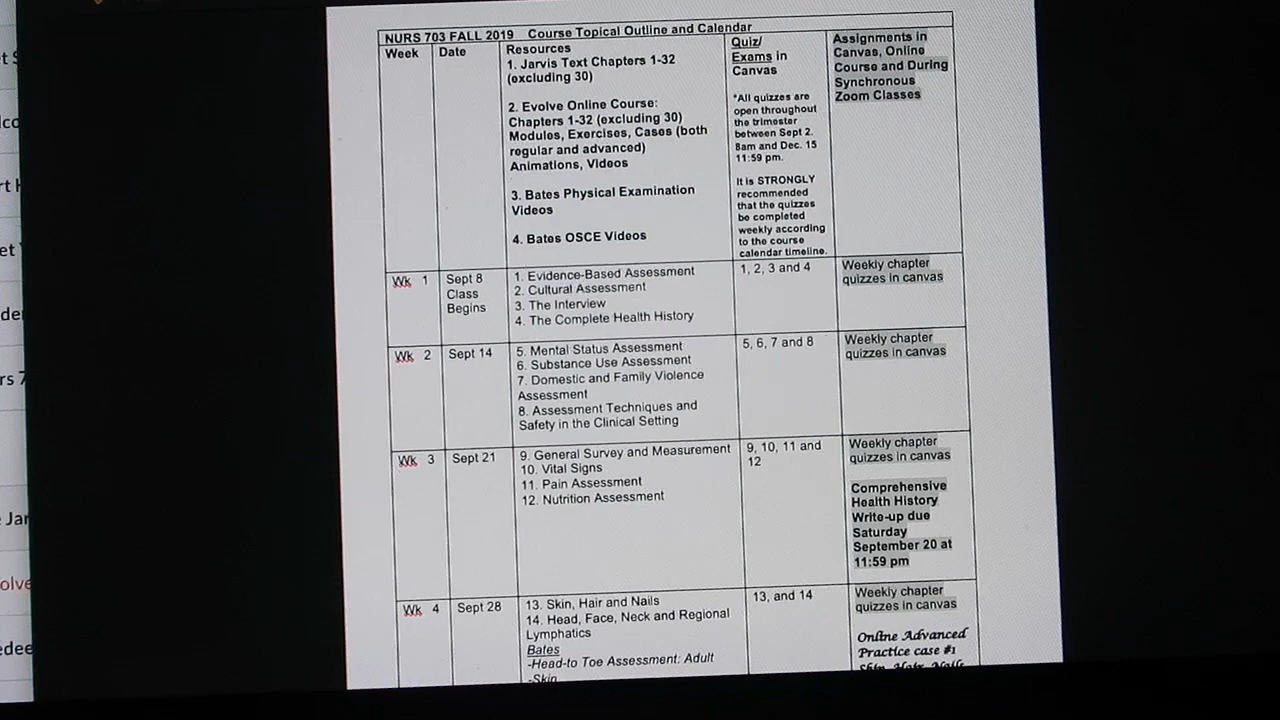 NURS 703 FALL 2019 Course Topical Outline and Calendar
Week
Date
Resources
1. Jarvis Text Chapters 1-32
(excluding 30)
2. Evolve Online Course:
Chapters 1-32 (excluding 30)
Modules, Exercises, Cases (both
regular and advanced)
Animations, Videos
3. Bates Physical Examination
Videos
4. Bates OSCE Videos
Quiz/
Exams in
Canvas
*All quizzes are
open throughout
the trimester
between Sept 2.
8am and Dec. 15
11:59 pm.
It is STRONGLY
recommended
that the quizzes
be completed
weekly according
to the course
calendar timeline.
Assignments in
Canvas, Online
Course and During
Synchronous
Zoom Classes
Wk 1
Sept 8
Class
Begins
1. Evidence-Based Assessment
2. Cultural Assessment
3. The Interview
4. The Complete Health History
1, 2, 3 and 4
Weekly chapter
quizzes in canvas
Wk 2
Sept 14
5. Mental Status Assessment
6. Substance Use Assessment
7. Domestic and Family Violence
Assessment
8. Assessment Techniques and
Safety in the Clinical Setting
5, 6, 7 and 8
Weekly chapter
quizzes in canvas
Wk 3
Sept 21
9. General Survey and Measurement
10. Vital Signs
11. Pain Assessment
12. Nutrition Assessment
9, 10, 11 and
12
Weekly chapter
quizzes in canvas
Comprehensive
Health History
Write-up due
Saturday
September 20 at
11:59 pm
Wk 4
Sept 28
13. Skin, Hair and Nails
14. Head, Face, Neck and Regional
Lymphatics
Bates
-Head-to Toe Assessment: Adult
-Skin
13, and 14
Weekly chapter
quizzes in canvas
Online Advanced
Practice case #1
Skin, Hair, Nails